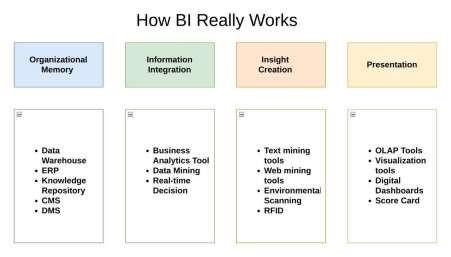 How BI Really Works
Organizational
Memory
Information
Integration
Insight
Creation
Presentation
• Data
Warehouse
• ERP
• Knowledge
Repository
• CMS
• DMS
• Business
Analytics Tool
• Data Mining
• Real-time
Decision
• Text mining
tools
• Web mining
tools
• Environmental
Scanning
• RFID
• OLAP Tools
• Visualization
tools
• Digital
Dashboards
• Score Card